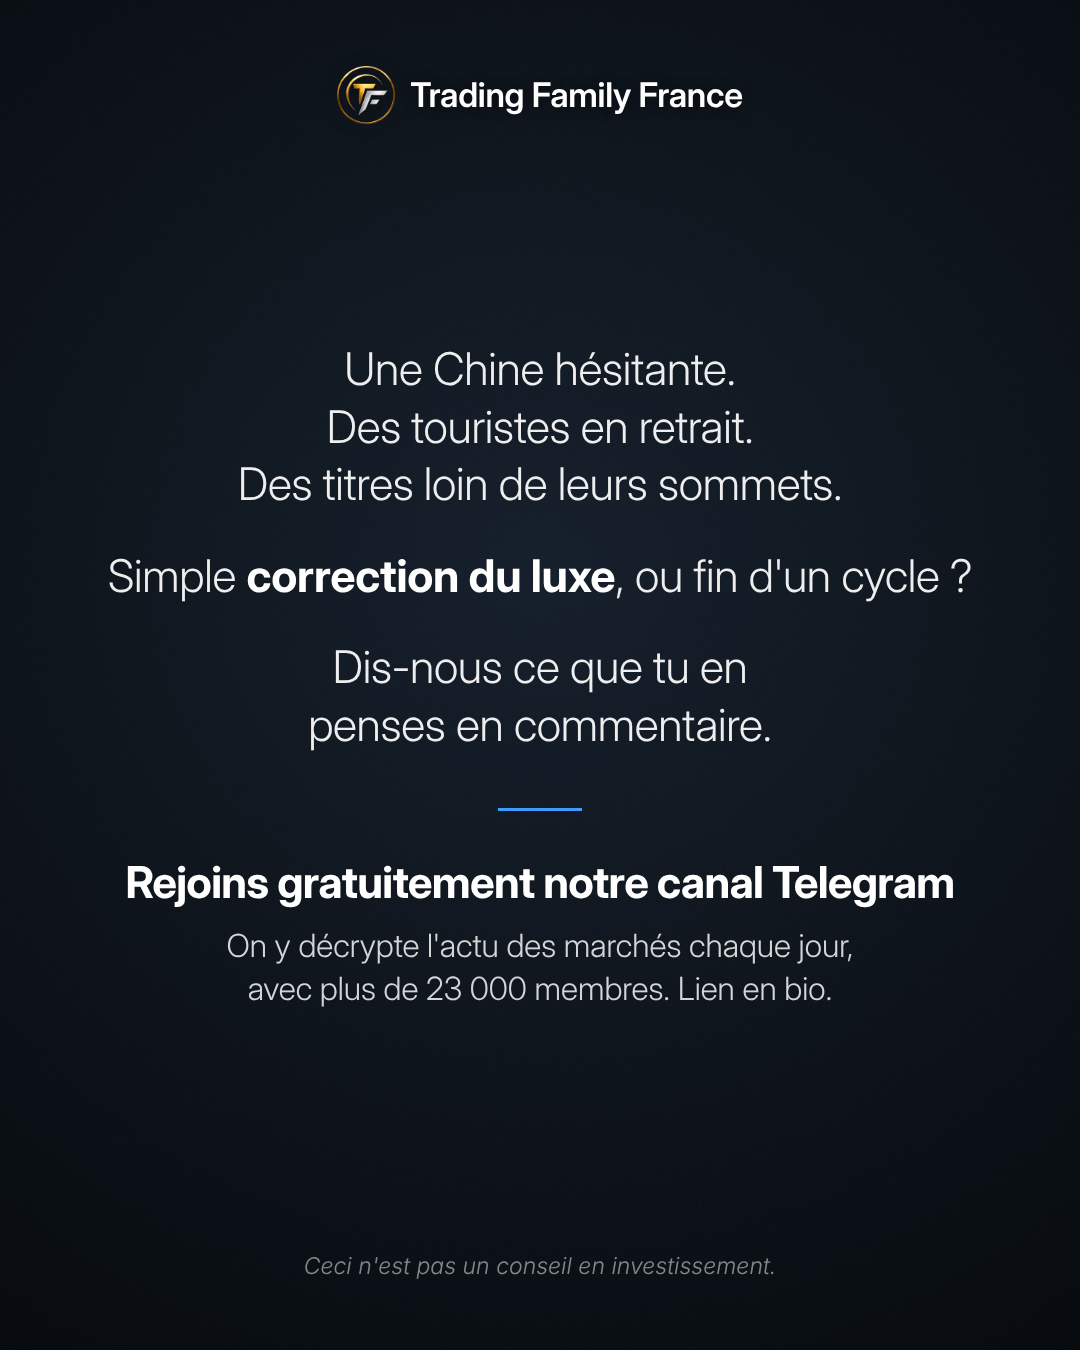 TF Trading Family France
Une Chine hésitante.
Des touristes en retrait.
Des titres loin de leurs sommets.
Simple correction du luxe, ou fin d'un cycle ?
Dis-nous ce que tu en
penses en commentaire.
Rejoins gratuitement notre canal Telegram
On y décrypte l'actu des marchés chaque jour,
avec plus de 23 000 membres. Lien en bio.
Ceci n'est pas un conseil en investissement.